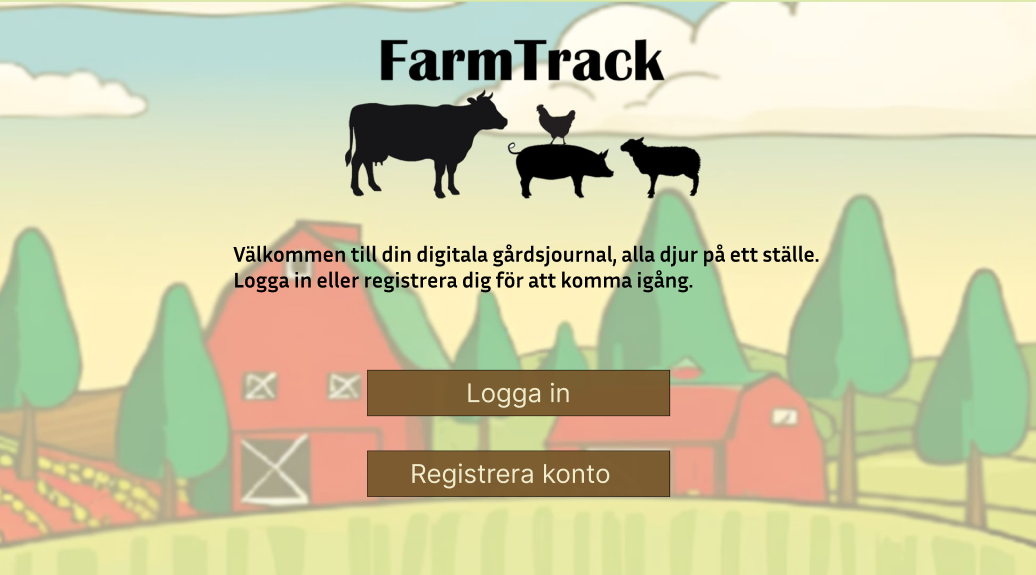 FarmTrack
Välkommen till din digitala gårdsjournal, alla djur på ett ställe.
Logga in eller registrera dig för att komma igång.
Logga in
Registrera konto